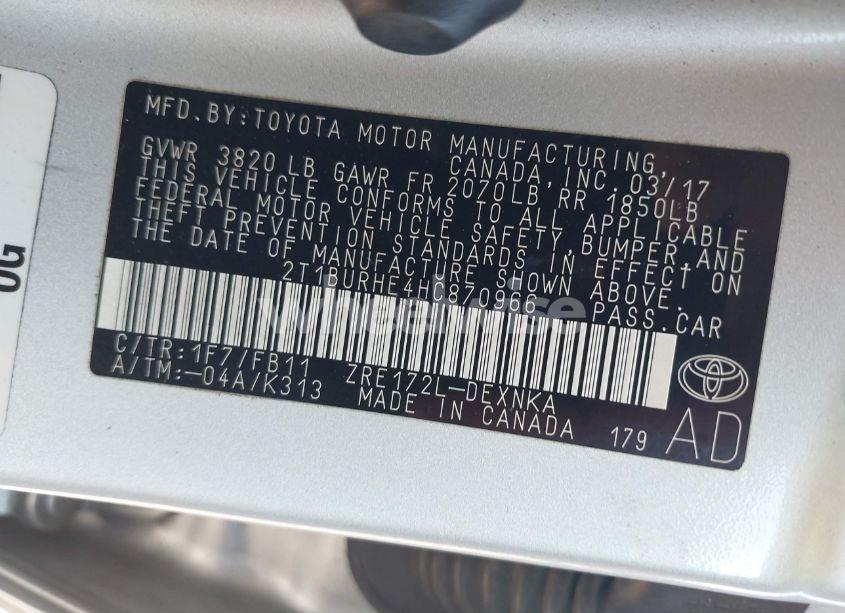 MFD.BY:TOYOTA MOTOR MANUFACTURING,
CANADA, INC. 03/17
GVWR 3820 LB GAWR FR 2070LB RR 1850LB
THIS VEHICLE CONFORMS TO ALL APPLICABLE
FEDERAL MOTOR VEHICLE SAFETY, BUMPER, AND
THEFT PREVENTION STANDARDS IN EFFECT ON
THE DATE OF MANUFACTURE SHOWN ABOVE.
2T1BURHE4HC870966 PASS.CAR
wheelwise
C/TR:1F7/FB11 ZRE172L-DEXNKA
A/TM:-04A/K313 MADE IN CANADA 179 AD